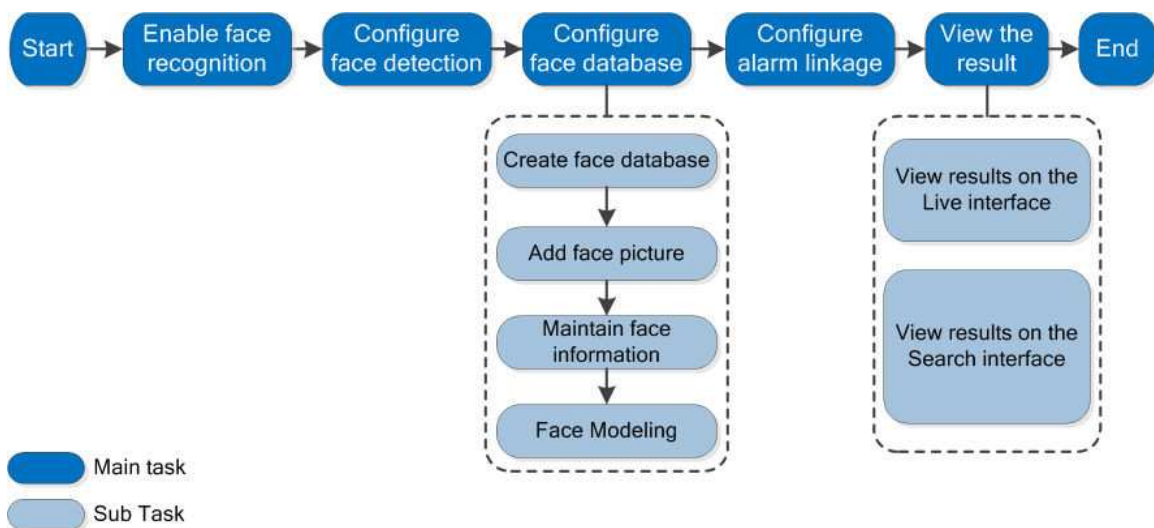 Start
Enable face
recognition
Configure
face detection
Configure
face database
Configure
alarm linkage
View the
result
End
Create face database
Add face picture
Maintain face
information
Face Modeling
View results on the
Live interface
View results on the
Search interface
Main task
Sub Task